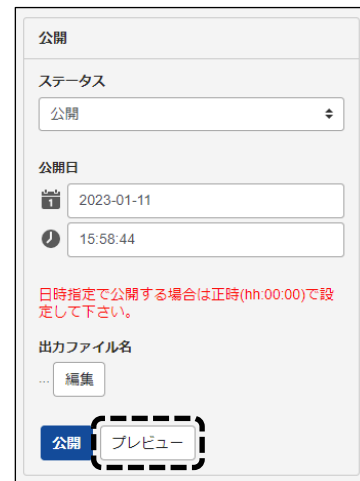 公開
ステータス
公開
公開日
1
2023-01-11
15:58:44
日時指定で公開する場合は正時(hh:00:00)で設
定して下さい。
出力ファイル名
... 編集
公開 プレビュー